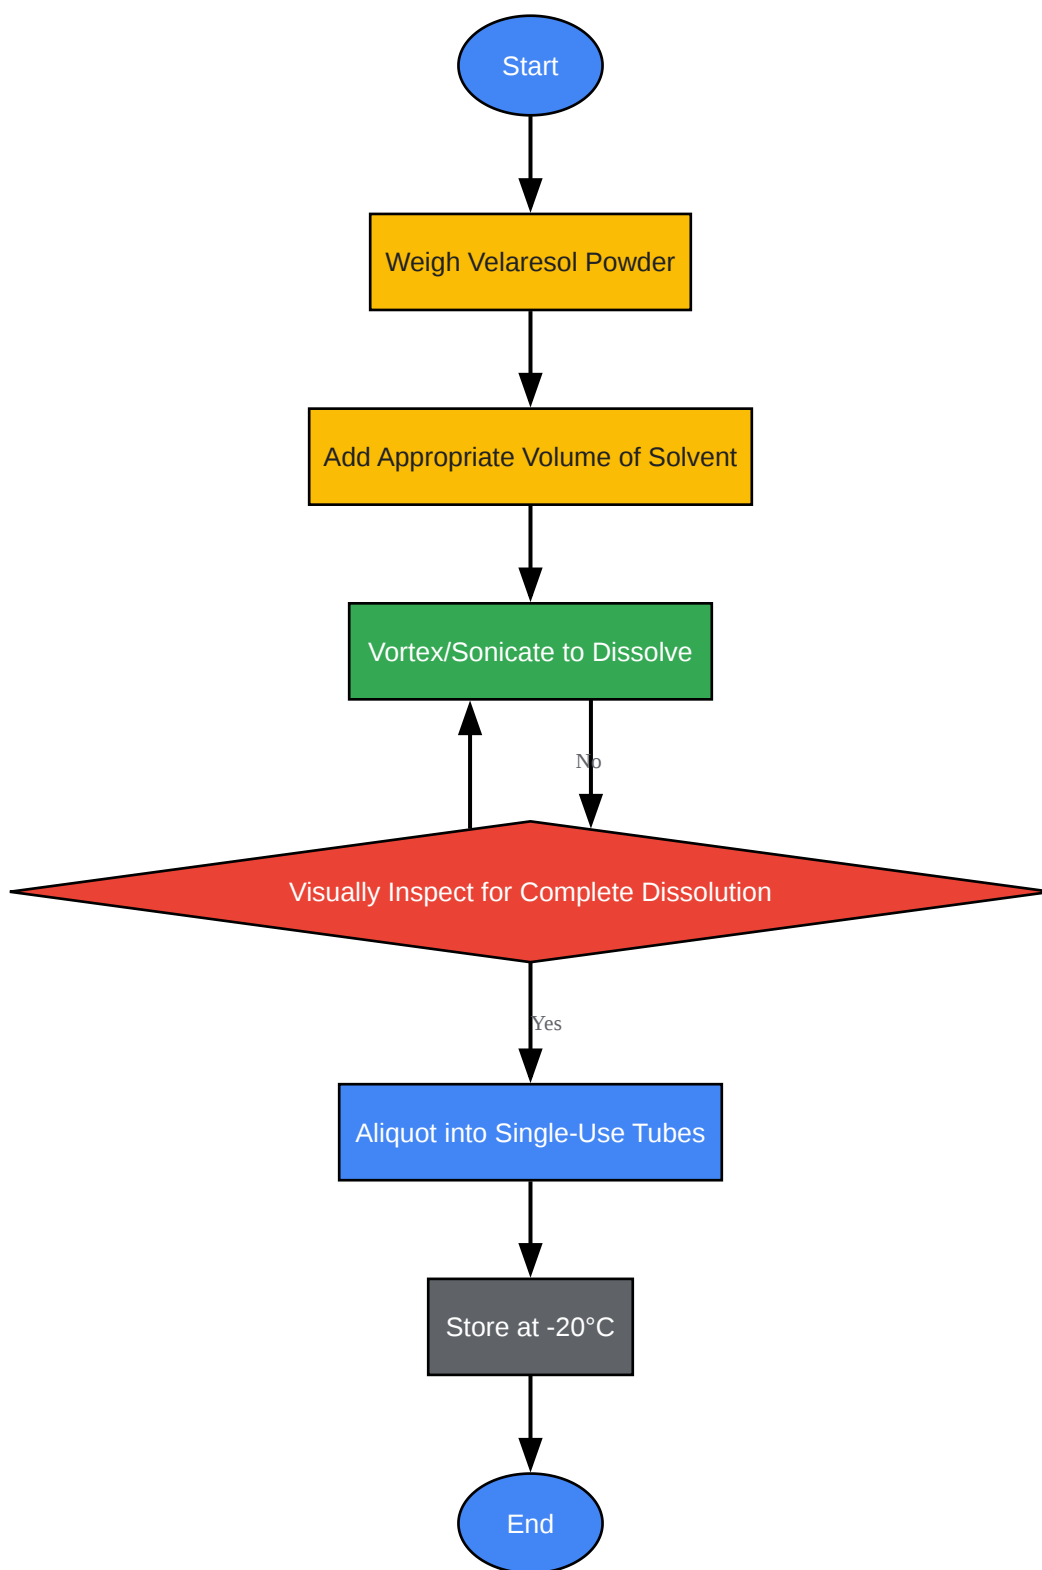 Start
Weigh Velaresol Powder
Add Appropriate Volume of Solvent
Vortex/Sonicate to Dissolve
No
Visually Inspect for Complete Dissolution
Yes
Aliquot into Single-Use Tubes
Store at -20°C
End